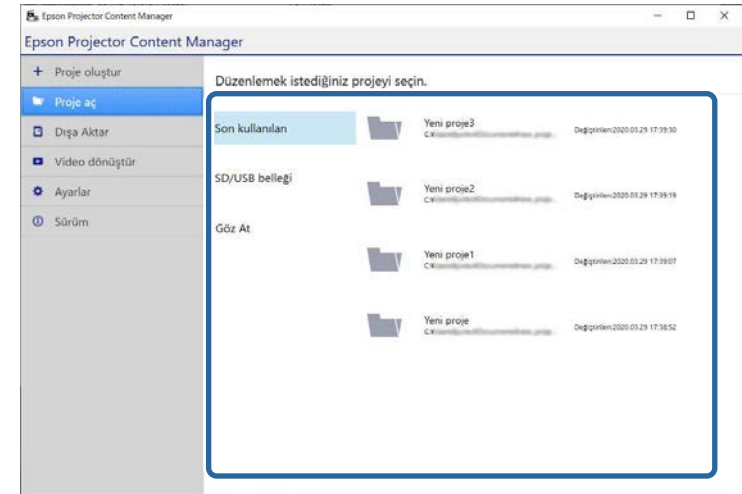 Epson Projector Content Manager
Epson Projector Content Manager
Proje oluştur
Proje aç
Dışa Aktar
Video dönüştür
Ayarlar
Sürüm
Düzenlemek istediğiniz projeyi seçin.
Son kullanılan
SD/USB belleği
Göz At
Yeni proje3
Değiştirilen:2020.03.29 17:39:30
Yeni proje2
Değiştirilen:2020.03.29 17:39:19
Yeni proje1
Değiştirilen:2020.03.29 17:39:07
Yeni proje
Değiştirilen:2020.03.29 17:38:52